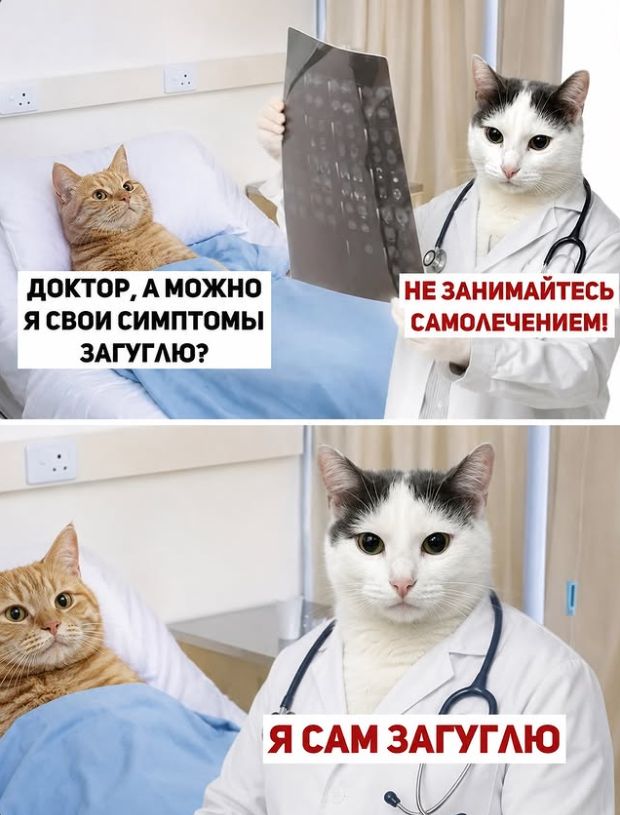 ДОКТОР, А МОЖНО
Я СВОИ СИМПТОМЫ
ЗАГУГЛЮ?
НЕ ЗАНИМАЙТЕСЬ
САМОЛЕЧЕНИЕМ!
Я САМ ЗАГУГЛЮ